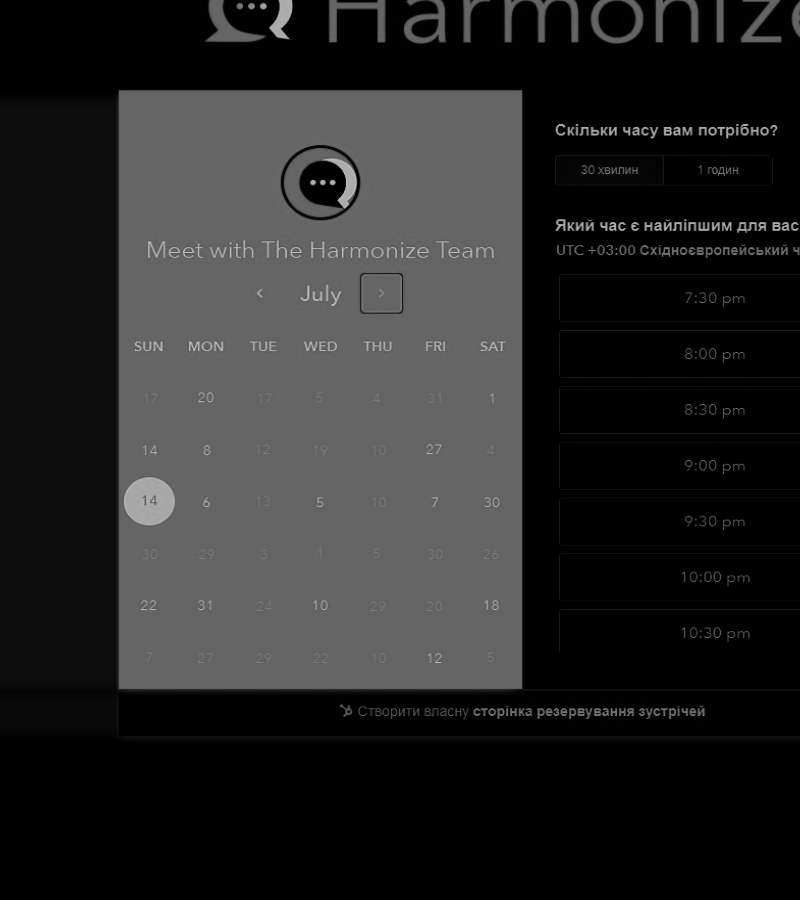 Harmonize
Meet with The Harmonize Team
July
SUN MON TUE WED THU FRI SAT
17 20 17 5 4 31 1
14 8 12 19 10 27 4
14 6 13 5 10 7 30
30 29 3 1 5 30 26
22 31 24 10 29 20 18
7 27 29 22 10 12 5
Скільки часу вам потрібно?
30 хвилин 1 годин
Який час є найліпшим для вас
UTC +03:00 Східноєвропейський ч
7:30 pm
8:00 pm
8:30 pm
9:00 pm
9:30 pm
10:00 pm
10:30 pm
Створити власну сторінка резервування зустрічей